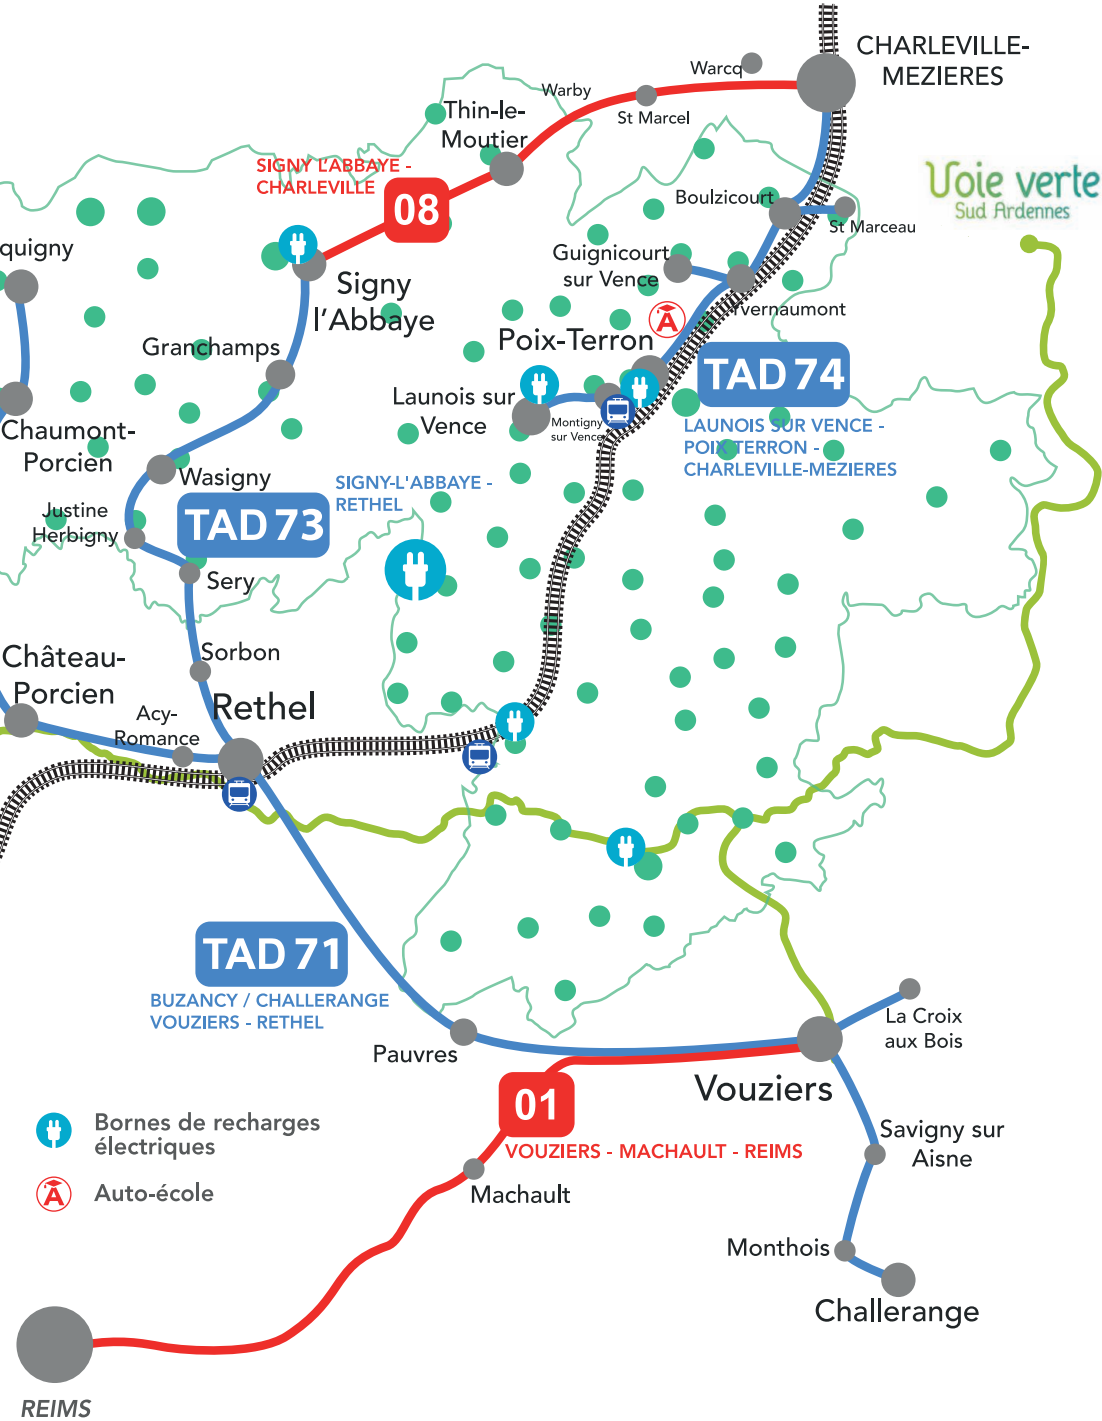 CHARLEVILLE-
MEZIERES
Warcq
Warby
St Marcel
Thin-le-
Moutier
SIGNY L'ABBAYE -
CHARLEVILLE
08
Voie verte
Sud Ardennes
Boulzicourt
St Marceau
quigny
Guignicourt
sur Vence
Signy
l'Abbaye
Yvernaumont
A
Poix-Terron
Granchamps
TAD 74
Launois sur
Vence
Montigny
sur Vence
LAUNOIS SUR VENCE -
POIX TERRON -
CHARLEVILLE-MEZIERES
Chaumont-
Porcien
Wasigny
SIGNY-L'ABBAYE -
RETHEL
Justine
Herbigny
TAD 73
Sery
Sorbon
Château-
Porcien
Rethel
Acy-
Romance
TAD 71
BUZANCY / CHALLERANGE
VOUZIERS - RETHEL
La Croix
aux Bois
Pauvres
Vouziers
01
Bornes de recharges
électriques
VOUZIERS - MACHAULT - REIMS
Savigny sur
Aisne
A
Auto-école
Machault
Monthois
Challerange
REIMS